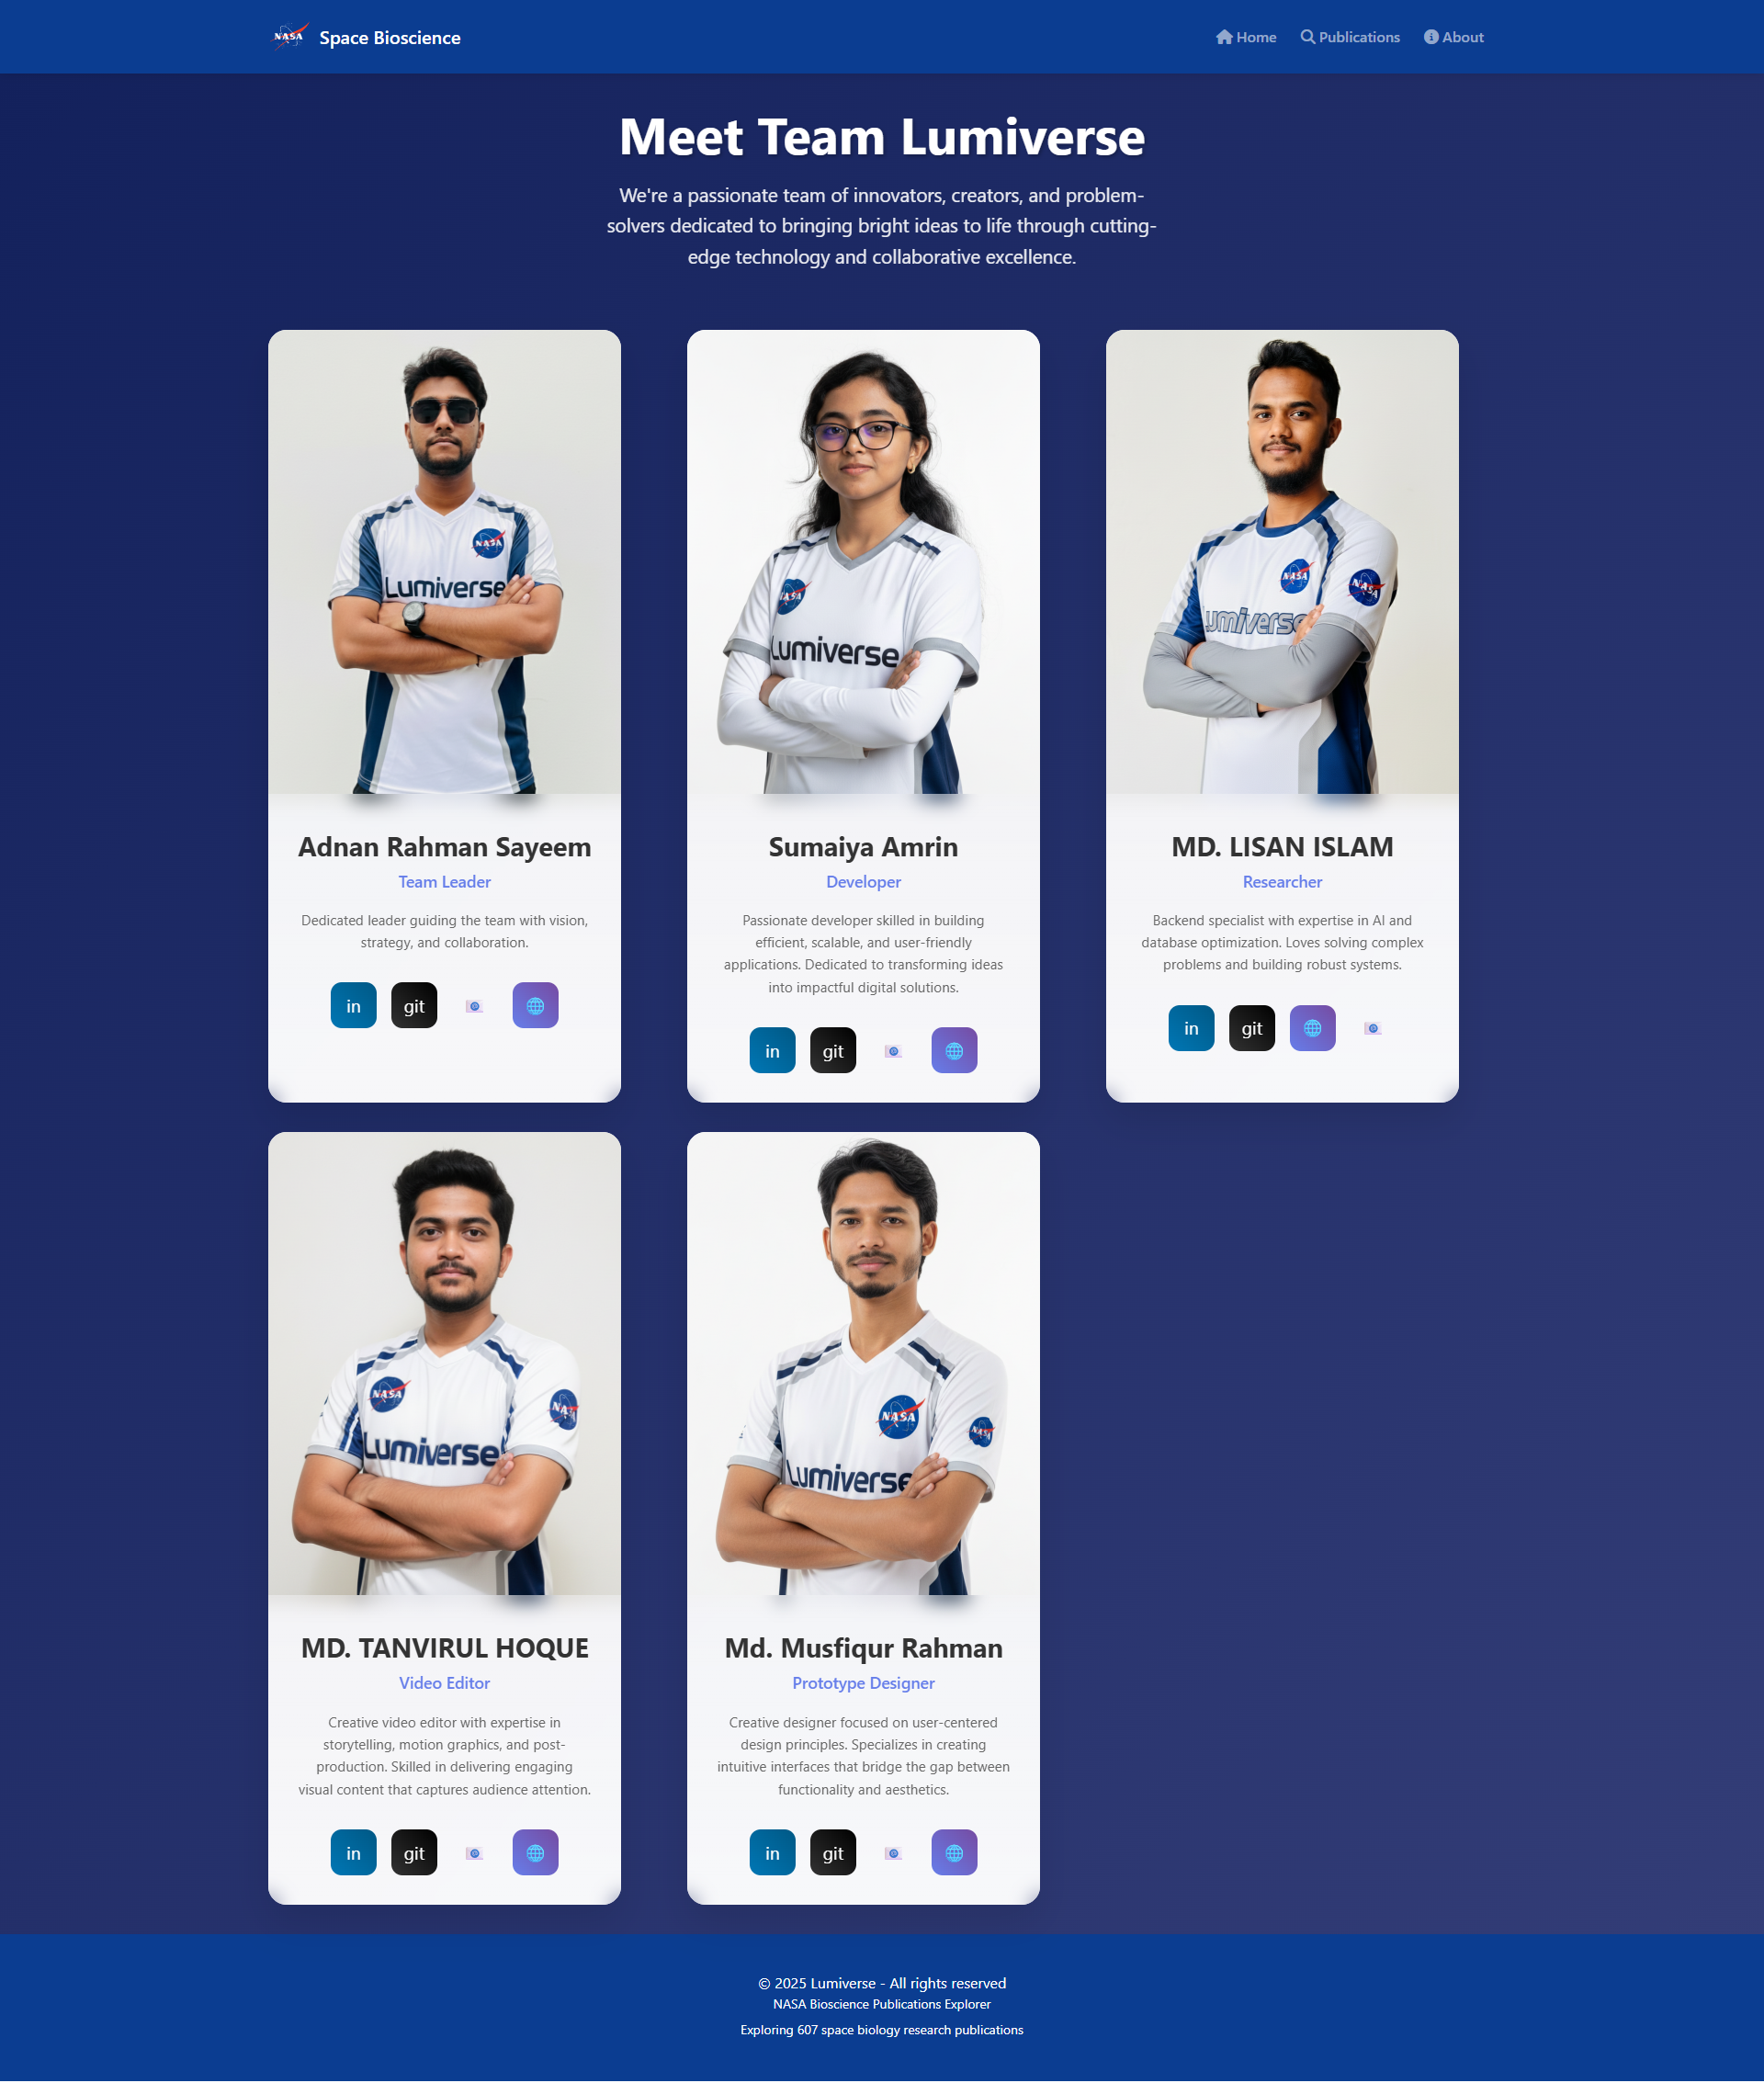 NASA Space Bioscience
Home Publications About
Meet Team Lumiverse
We're a passionate team of innovators, creators, and problem-
solvers dedicated to bringing bright ideas to life through cutting-
edge technology and collaborative excellence.
NASA
Lumiverse
Adnan Rahman Sayeem
Team Leader
Dedicated leader guiding the team with vision,
strategy, and collaboration.
in git
NASA
Lumiverse
Sumaiya Amrin
Developer
Passionate developer skilled in building
efficient, scalable, and user-friendly
applications. Dedicated to transforming ideas
into impactful digital solutions.
in git
NASA
NASA
umiverse
MD. LISAN ISLAM
Researcher
Backend specialist with expertise in AI and
database optimization. Loves solving complex
problems and building robust systems.
in git
NASA
NASA
Lumiverse
MD. TANVIRUL HOQUE
Video Editor
Creative video editor with expertise in
storytelling, motion graphics, and post-
production. Skilled in delivering engaging
visual content that captures audience attention.
in git
NASA
NASA
Lumiverse
Md. Musfiqur Rahman
Prototype Designer
Creative designer focused on user-centered
design principles. Specializes in creating
intuitive interfaces that bridge the gap between
functionality and aesthetics.
in git
© 2025 Lumiverse - All rights reserved
NASA Bioscience Publications Explorer
Exploring 607 space biology research publications